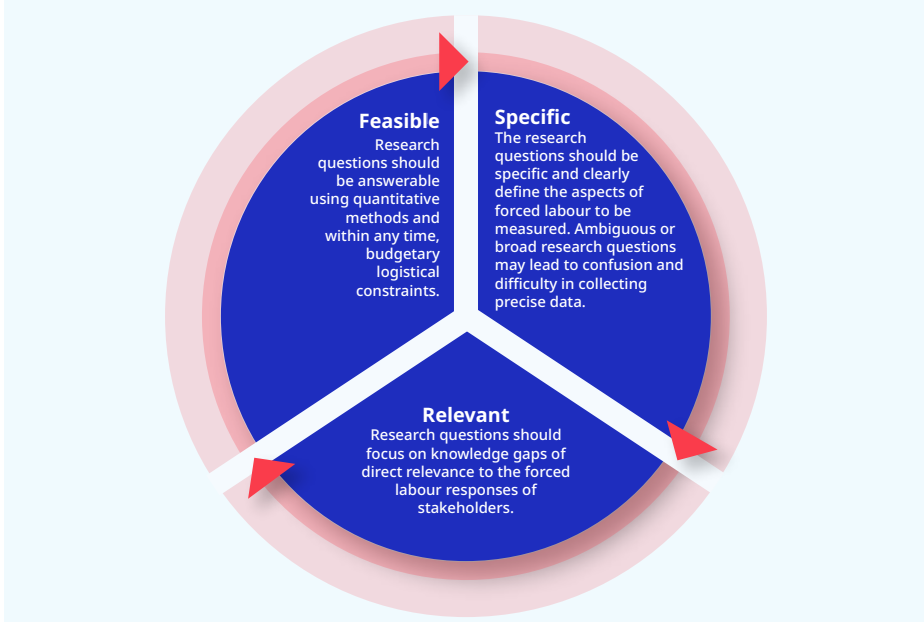 Feasible
Research
questions should
be answerable
using quantitative
methods and
within any time,
budgetary
logistical
constraints.
Specific
The research
questions should be
specific and clearly
define the aspects of
forced labour to be
measured. Ambiguous or
broad research questions
may lead to confusion and
difficulty in collecting
precise data.
Relevant
Research questions should
focus on knowledge gaps of
direct relevance to the forced
labour responses of
stakeholders.